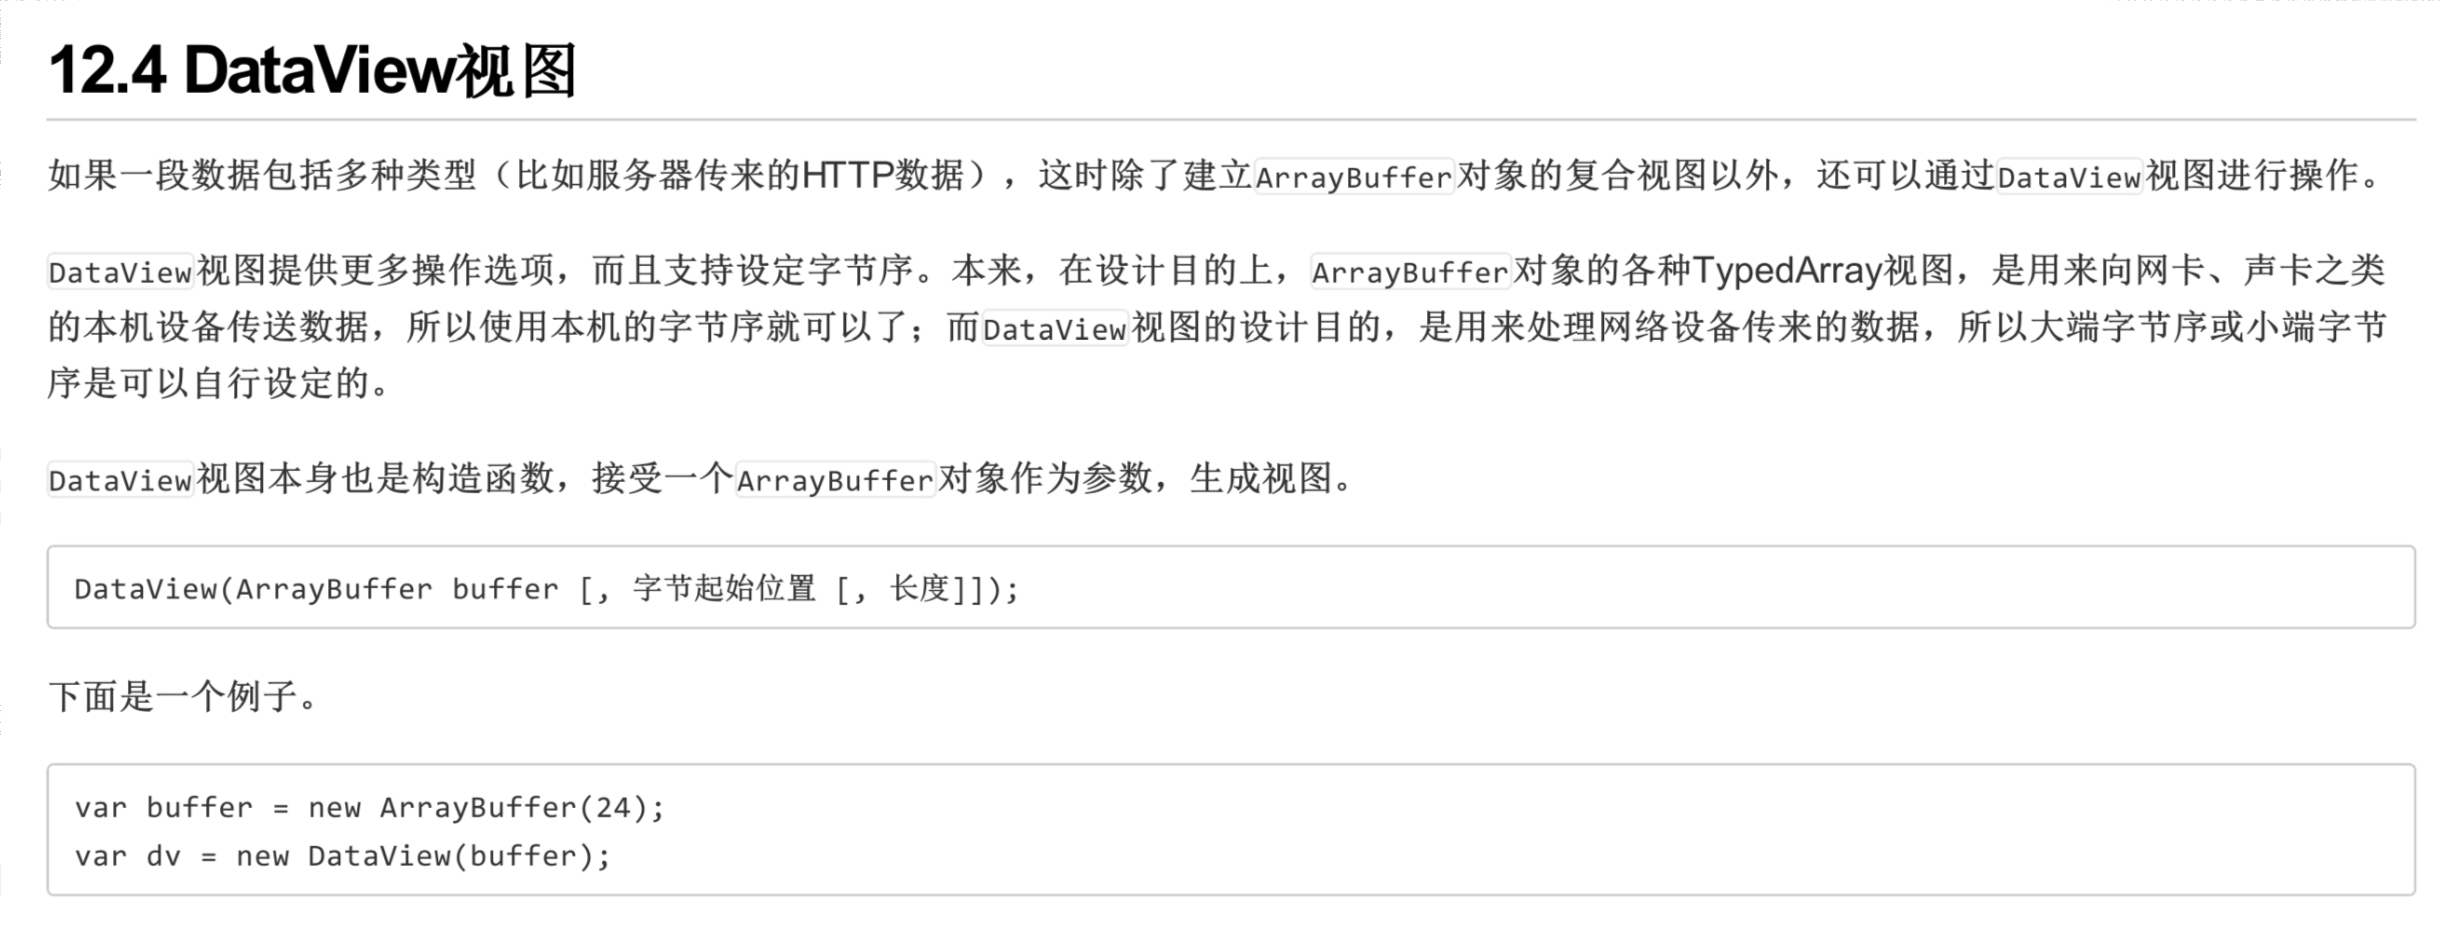 12.4 DataView视图
如果一段数据包括多种类型（比如服务器传来的HTTP数据），这时除了建立ArrayBuffer对象的复合视图以外，还可以通过DataView视图进行操作。
DataView视图提供更多操作选项，而且支持设定字节序。本来，在设计目的上，ArrayBuffer对象的各种TypedArray视图，是用来向网卡、声卡之类
的本机设备传送数据，所以使用本机的字节序就可以了；而DataView视图的设计目的，是用来处理网络设备传来的数据，所以大端字节序或小端字节
序是可以自行设定的。
DataView视图本身也是构造函数，接受一个ArrayBuffer对象作为参数，生成视图。
DataView(ArrayBuffer buffer [, 字节起始位置 [, 长度]]);
下面是一个例子。
var buffer = new ArrayBuffer(24);
var dv = new DataView(buffer);